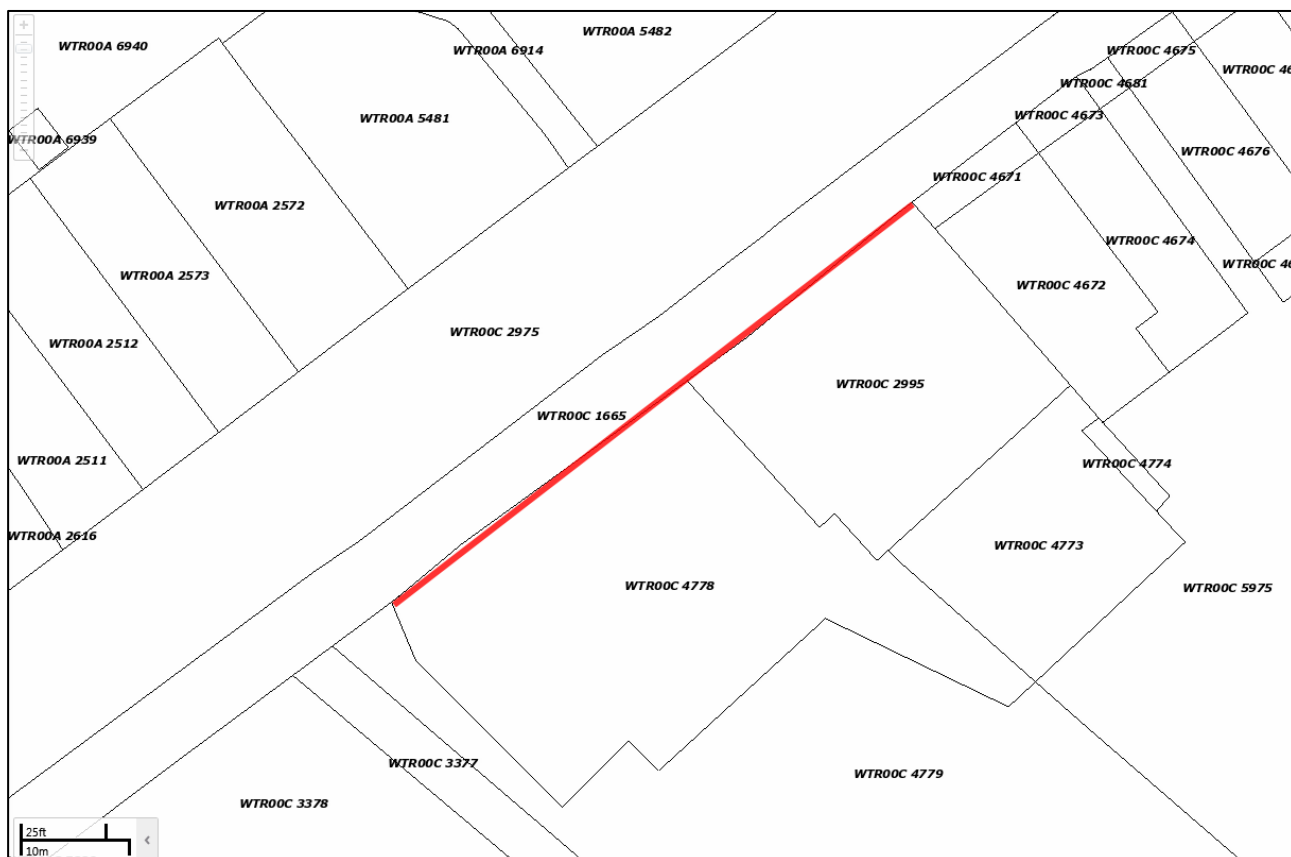 WTR00A 6940
WTR00A 6914
WTR00A 5482
WTR00C 4675
WTR00C 4681
WTR00A 5481
WTR00C 4673
WTR00A 6939
WTR00C 4676
WTR00C 4671
WTR00A 2572
WTR00C 4674
WTR00A 2573
WTR00C 4672
WTR00C 2975
WTR00A 2512
WTR00C 2995
WTR00C 1665
WTR00A 2511
WTR00C 4774
WTR00A 2616
WTR00C 4773
WTR00C 4778
WTR00C 5975
WTR00C 3377
WTR00C 4779
WTR00C 3378
25ft
10m